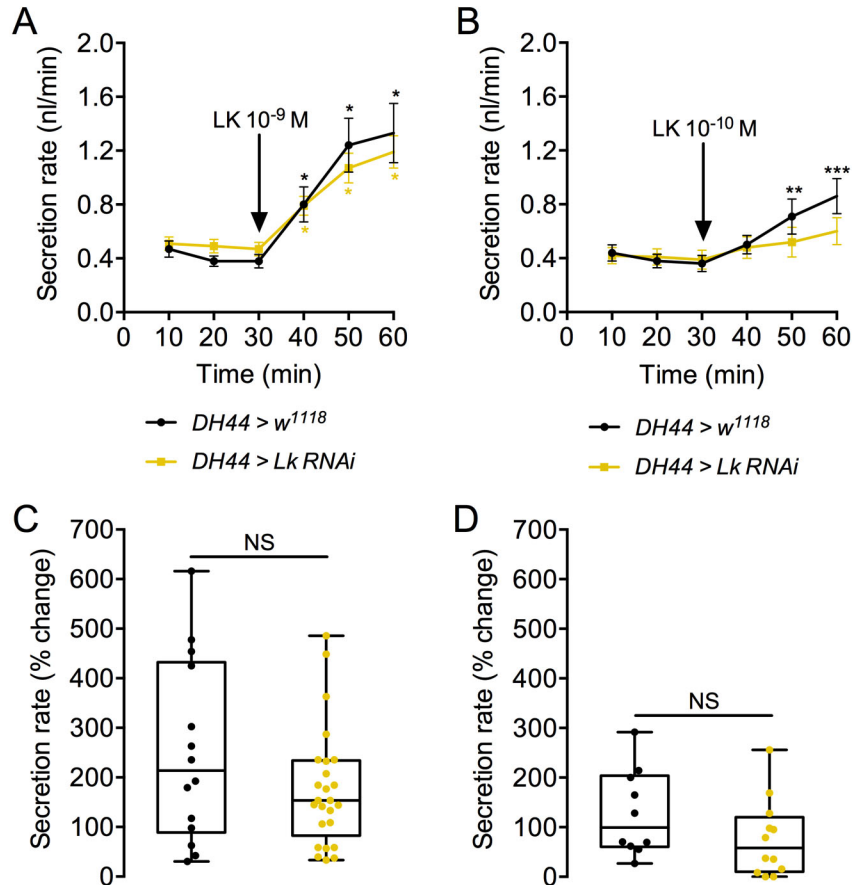 A
Secretion rate (nl/min)
2.0
1.6
1.2
0.8
0.4
0.0
LK 10-9 M
*
*
*
*
*
*
0 10 20 30 40 50 60
Time (min)
DH44 > w1118
DH44 > Lk RNAi
B
Secretion rate (nl/min)
2.0
1.6
1.2
0.8
0.4
0.0
LK 10-10 M
**
***
0 10 20 30 40 50 60
Time (min)
DH44 > w1118
DH44 > Lk RNAi
C
Secretion rate (% change)
700
600
500
400
300
200
100
0
NS
D
Secretion rate (% change)
700
600
500
400
300
200
100
0
NS